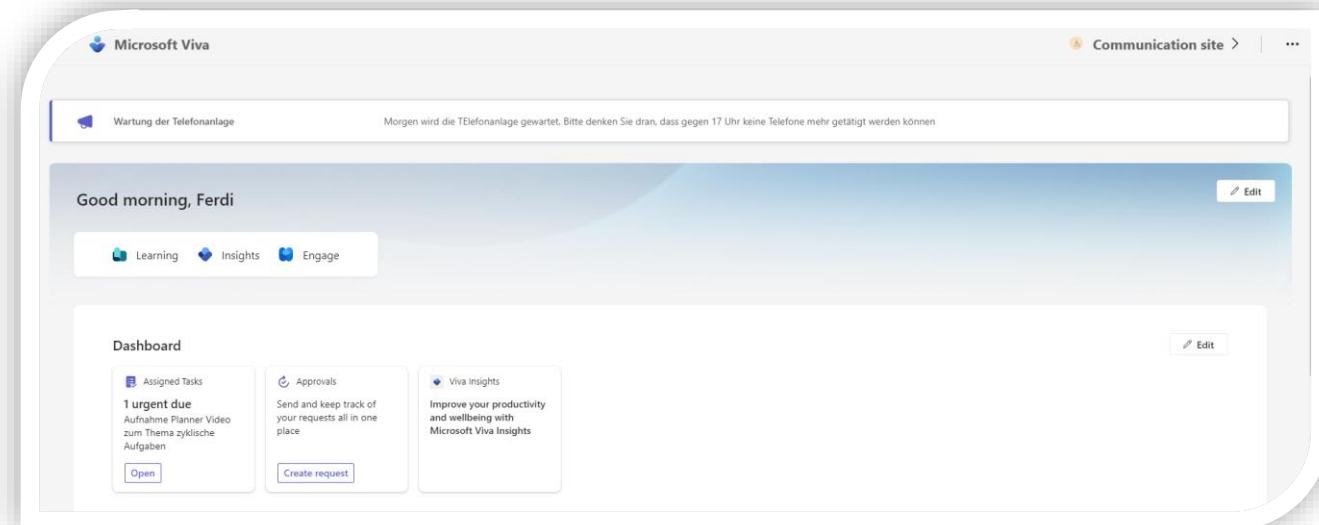 Microsoft Viva
Communication site
Wartung der Telefonanlage
Morgen wird die TElefonanlage gewartet. Bitte denken Sie dran, dass gegen 17 Uhr keine Telefone mehr getätigt werden können
Good morning, Ferdi
Edit
Learning
Insights
Engage
Dashboard
Edit
Assigned Tasks
1 urgent due
Aufnahme Planner Video
zum Thema zyklische
Aufgaben
Open
Approvals
Send and keep track of
your requests all in one
place
Create request
Viva Insights
Improve your productivity
and wellbeing with
Microsoft Viva Insights